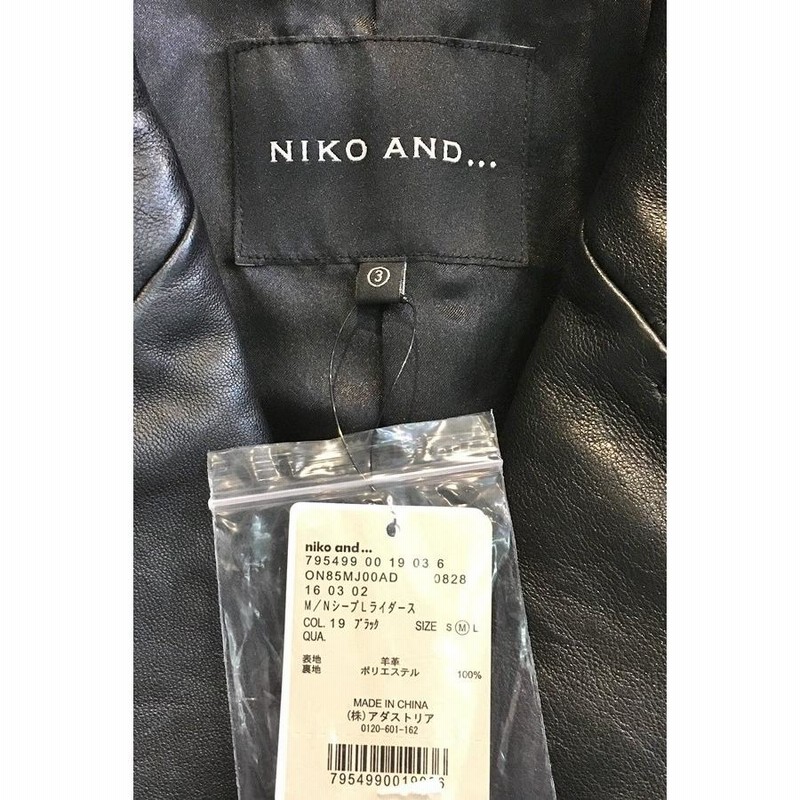 NIKO AND...
3
niko and...
795499 00 19 03 6
ON85MJ00AD 0828
16 03 02
M/NシープLライダース
COL. 19 ブラック SIZE S M L
QUA.
表地 羊革
裏地 ポリエステル 100%
MADE IN CHINA
(株)アダストリア
0120-601-162